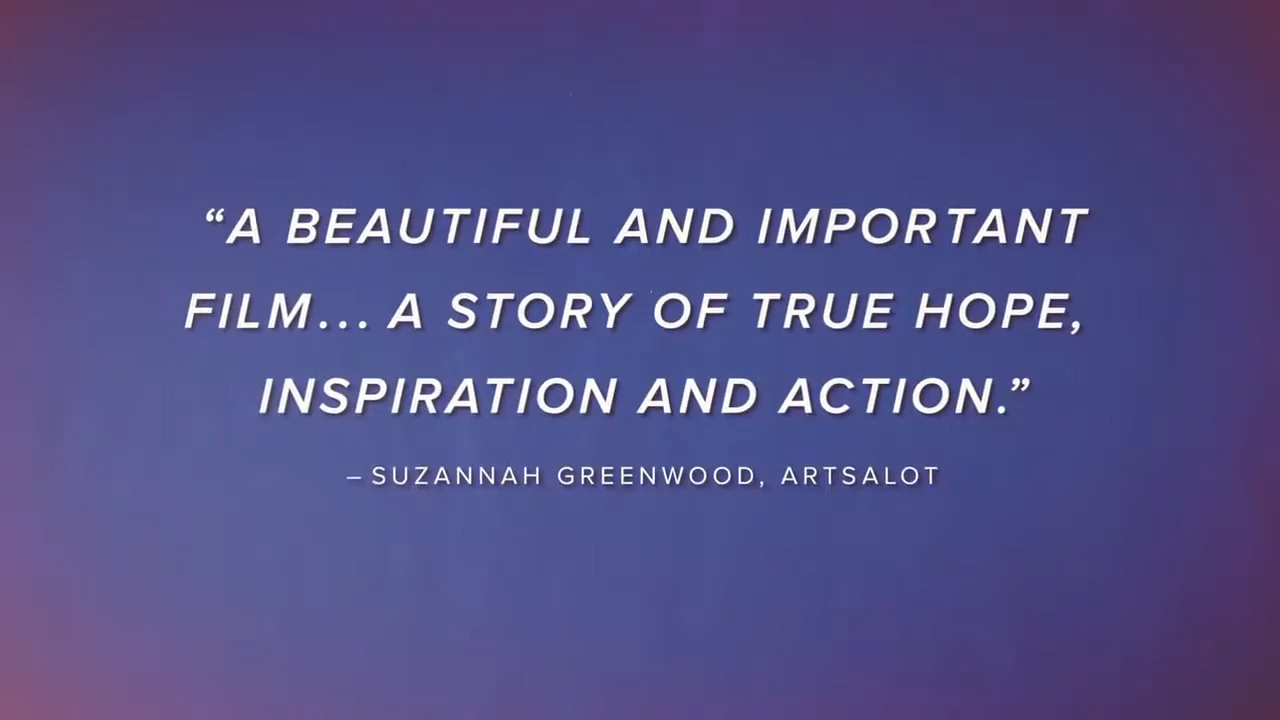 “A BEAUTIFUL AND IMPORTANT
FILM... A STORY OF TRUE HOPE,
INSPIRATION AND ACTION.”
– SUZANNAH GREENWOOD, ARTSALOT